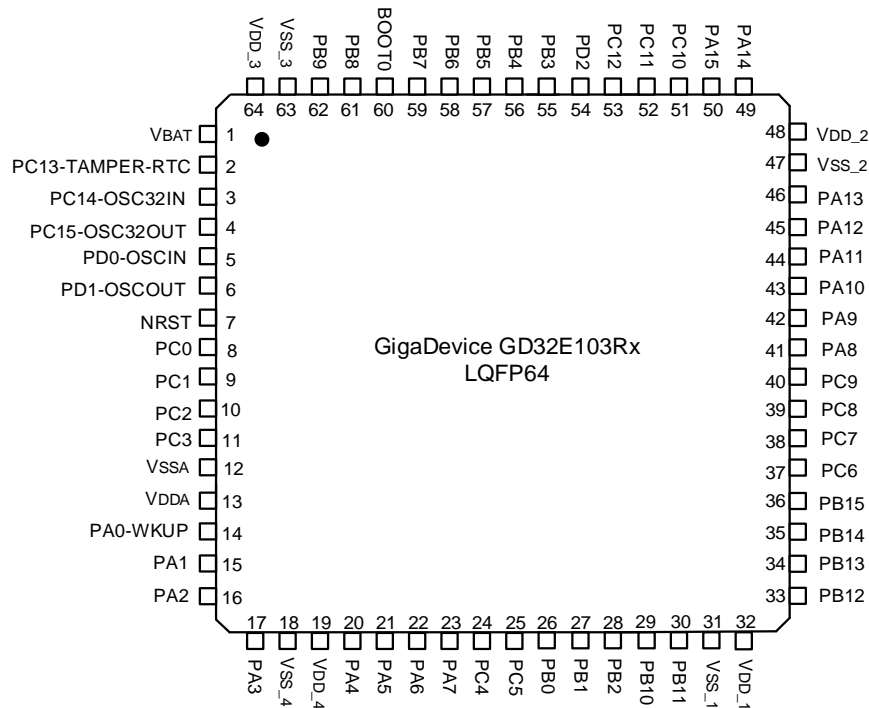 VDD_3 VSS_3 PB9 PB8 BOOT0 PB7 PB6 PB5 PB4 PB3 PD2 PC12 PC11 PC10 PA15 PA14
64 63 62 61 60 59 58 57 56 55 54 53 52 51 50 49
VBAT 1 48 VDD_2
PC13-TAMPER-RTC 2 47 VSS_2
PC14-OSC32IN 3 46 PA13
PC15-OSC32OUT 4 45 PA12
PD0-OSCIN 5 44 PA11
PD1-OSCOUT 6 43 PA10
NRST 7 42 PA9
PC0 8 41 PA8
PC1 9 40 PC9
PC2 10 39 PC8
PC3 11 38 PC7
VSSA 12 37 PC6
VDDA 13 36 PB15
PA0-WKUP 14 35 PB14
PA1 15 34 PB13
PA2 16 33 PB12
GigaDevice GD32E103Rx
LQFP64
17 18 19 20 21 22 23 24 25 26 27 28 29 30 31 32
PA3 VSS_4 VDD_4 PA4 PA5 PA6 PA7 PC4 PC5 PB0 PB1 PB2 PB10 PB11 VSS_1 VDD_1